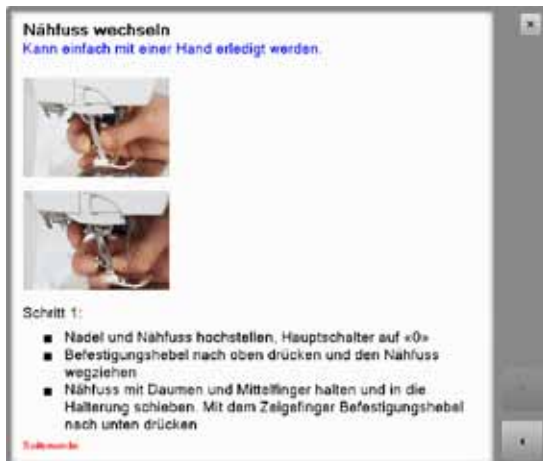 Nähfuss wechseln
Kann einfach mit einer Hand erledigt werden.
Schritt 1:
■ Nadel und Nähfuss hochstellen, Hauptschalter auf «0»
■ Befestigungshebel nach oben drücken und den Nähfuss
wegziehen
■ Nähfuss mit Daumen und Mittelfinger halten und in die
Halterung schieben. Mit dem Zeigefinger Befestigungshebel
nach unten drücken